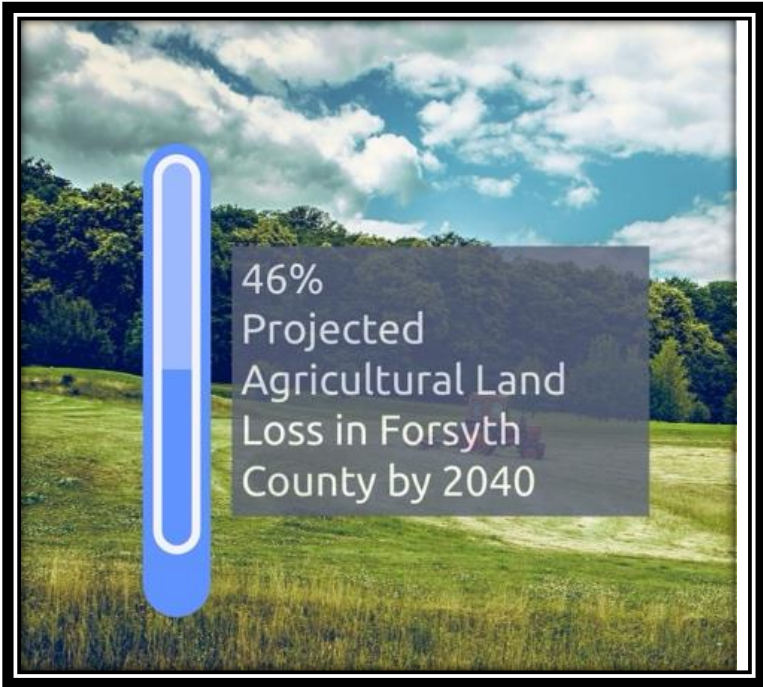 46%
Projected
Agricultural Land
Loss in Forsyth
County by 2040